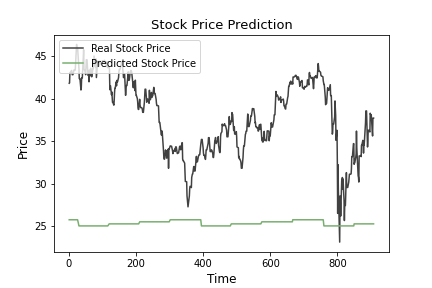 Stock Price Prediction
Real Stock Price
Predicted Stock Price
Price
45
40
35
30
25
0 200 400 600 800
Time